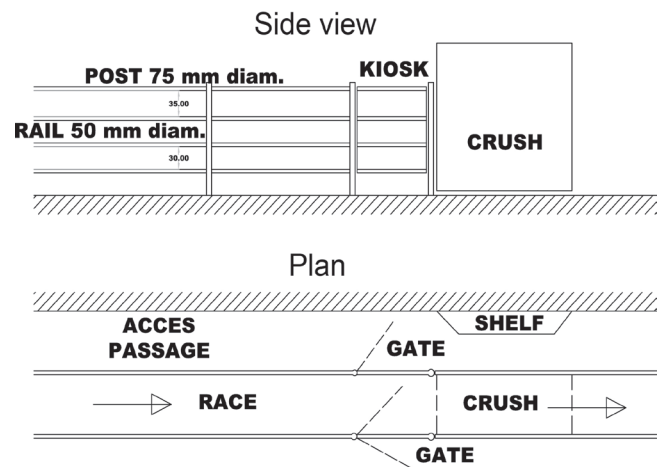 Side view
POST 75 mm diam.
KIOSK
35.00
RAIL 50 mm diam.
CRUSH
30.00
Plan
ACCES
PASSAGE
SHELF
GATE
RACE
CRUSH
GATE